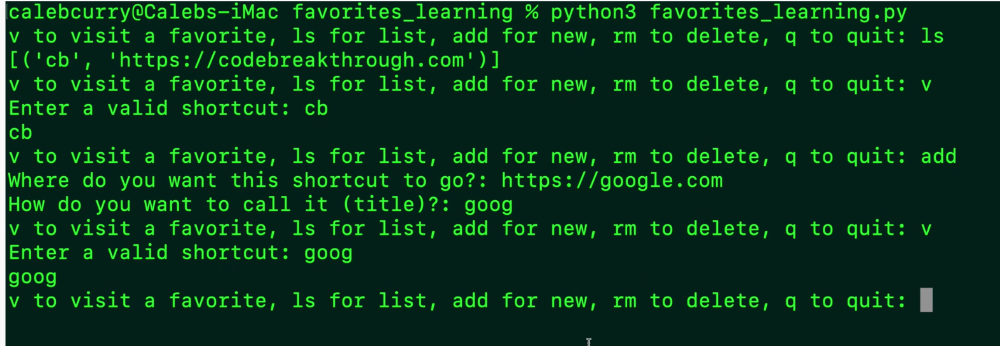 calebcurry@Calebs-iMac favorites_learning % python3 favorites_learning.py
v to visit a favorite, ls for list, add for new, rm to delete, q to quit: ls
[('cb', 'https://codebreakthrough.com')]
v to visit a favorite, ls for list, add for new, rm to delete, q to quit: v
Enter a valid shortcut: cb
cb
v to visit a favorite, ls for list, add for new, rm to delete, q to quit: add
Where do you want this shortcut to go?: https://google.com
How do you want to call it (title)?: goog
v to visit a favorite, ls for list, add for new, rm to delete, q to quit: v
Enter a valid shortcut: goog
goog
v to visit a favorite, ls for list, add for new, rm to delete, q to quit: